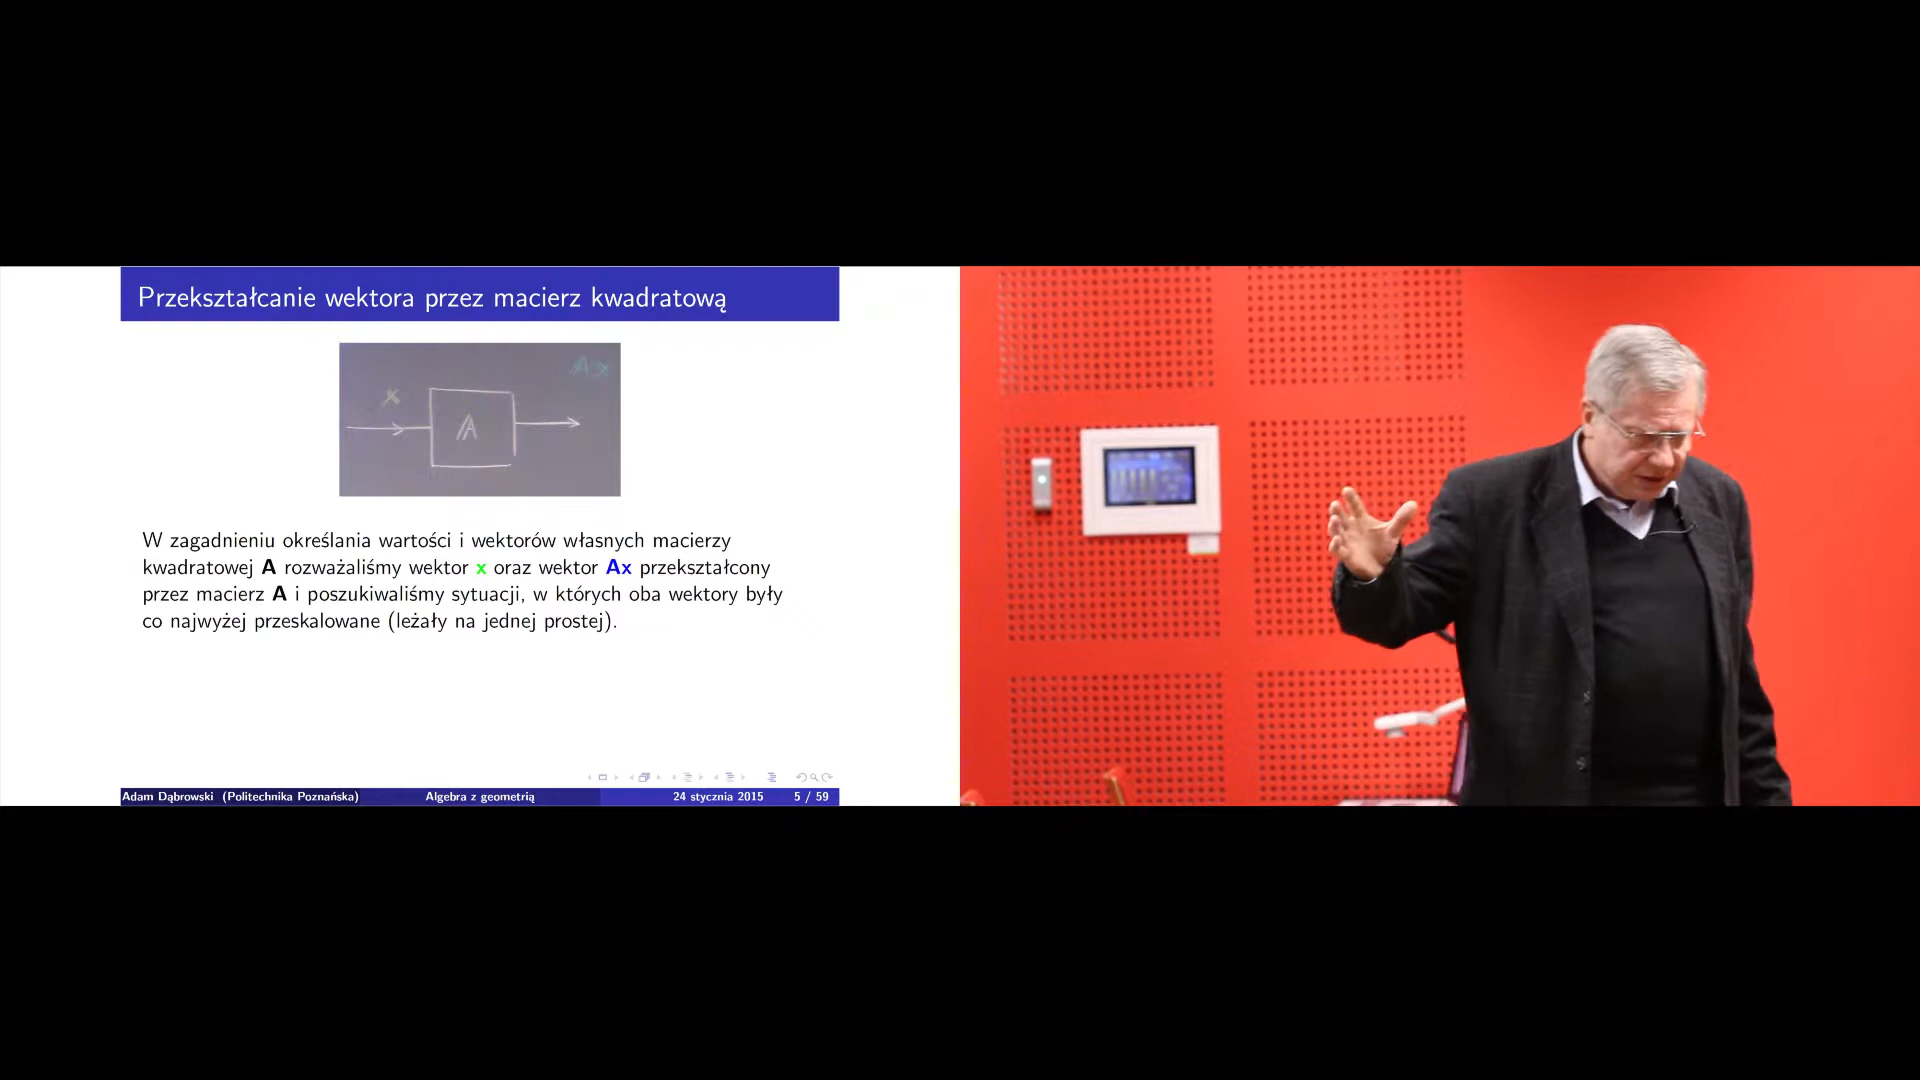 Przekształcanie wektora przez macierz kwadratową
x
A
Ax
W zagadnieniu określania wartości i wektorów własnych macierzy
kwadratowej A rozważaliśmy wektor x oraz wektor Ax przekształcony
przez macierz A i poszukiwaliśmy sytuacji, w których oba wektory były
co najwyżej przeskalowane (leżały na jednej prostej).
Adam Dąbrowski (Politechnika Poznańska) Algebra z geometrią 24 stycznia 2015 5 / 59